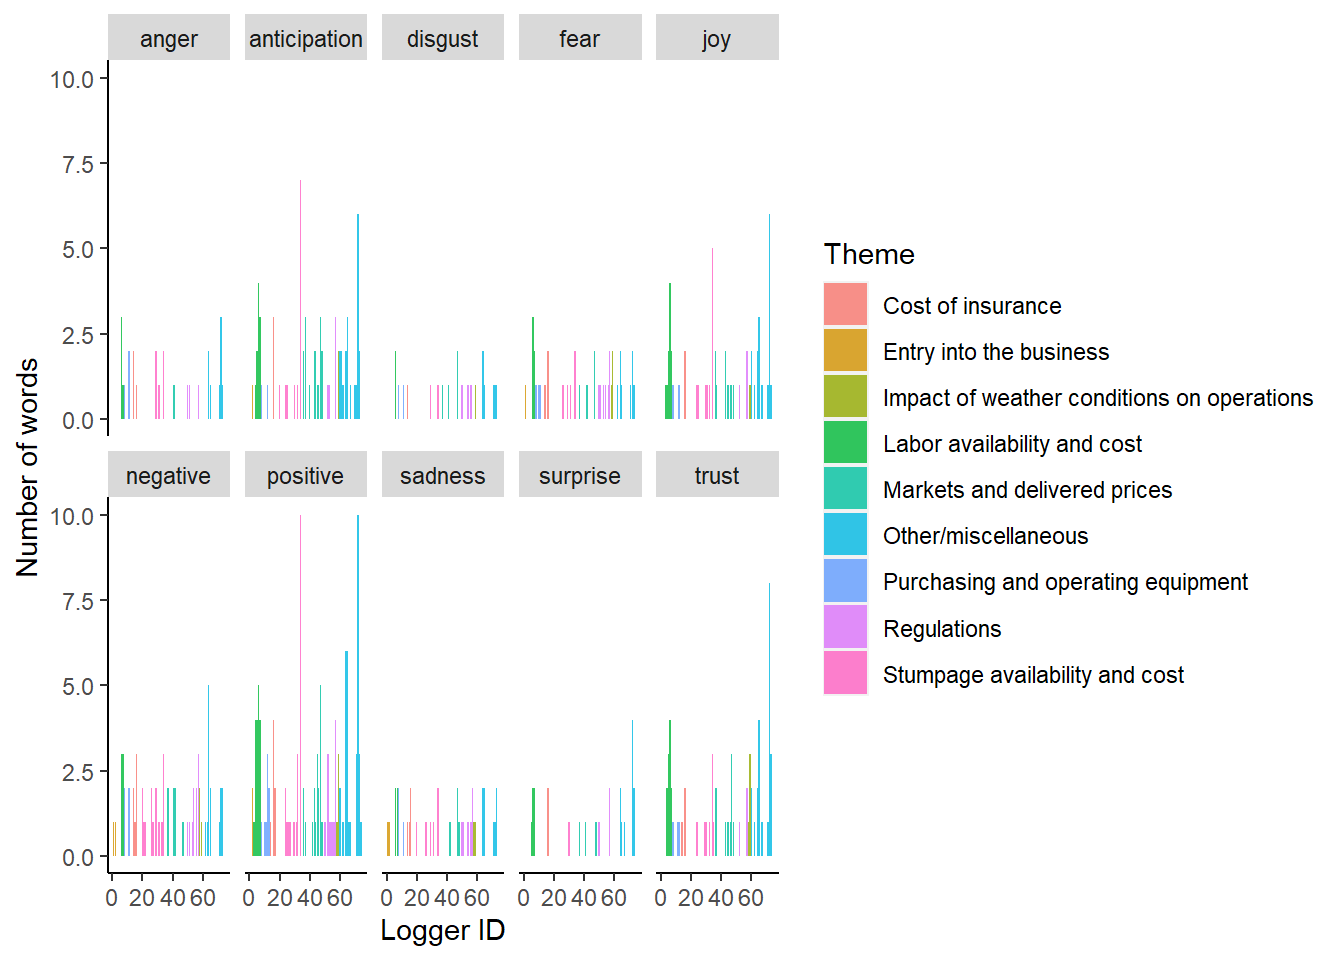 anger anticipation disgust fear joy
10.0
7.5
5.0
2.5
0.0
negative positive sadness surprise trust
10.0
7.5
5.0
2.5
0.0
0 20 40 60 0 20 40 60 0 20 40 60 0 20 40 60 0 20 40 60
Logger ID
Number of words
Theme
Cost of insurance
Entry into the business
Impact of weather conditions on operations
Labor availability and cost
Markets and delivered prices
Other/miscellaneous
Purchasing and operating equipment
Regulations
Stumpage availability and cost